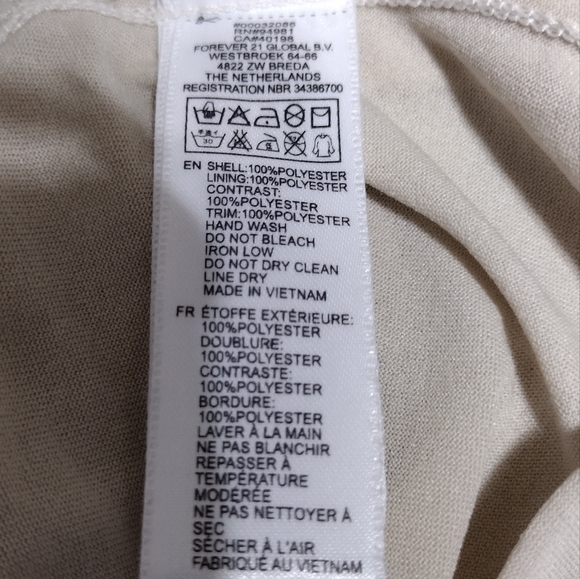 #00032086
RN#94981
CA#40198
FOREVER 21 GLOBAL B.V.
WESTBROEK 64-66
4822 ZW BREDA
THE NETHERLANDS
REGISTRATION NBR 34386700
手洗イ
30
EN SHELL:100%POLYESTER
LINING:100%POLYESTER
CONTRAST:
100%POLYESTER
TRIM:100%POLYESTER
HAND WASH
DO NOT BLEACH
IRON LOW
DO NOT DRY CLEAN
LINE DRY
MADE IN VIETNAM
FR ÉTOFFE EXTÉRIEURE:
100%POLYESTER
DOUBLURE:
100%POLYESTER
CONTRASTE:
100%POLYESTER
BORDURE:
100%POLYESTER
LAVER À LA MAIN
NE PAS BLANCHIR
REPASSER À
TEMPÉRATURE
MODÉRÉE
NE PAS NETTOYER À
SEC
SÉCHER À L'AIR
FABRIQUÉ AU VIETNAM